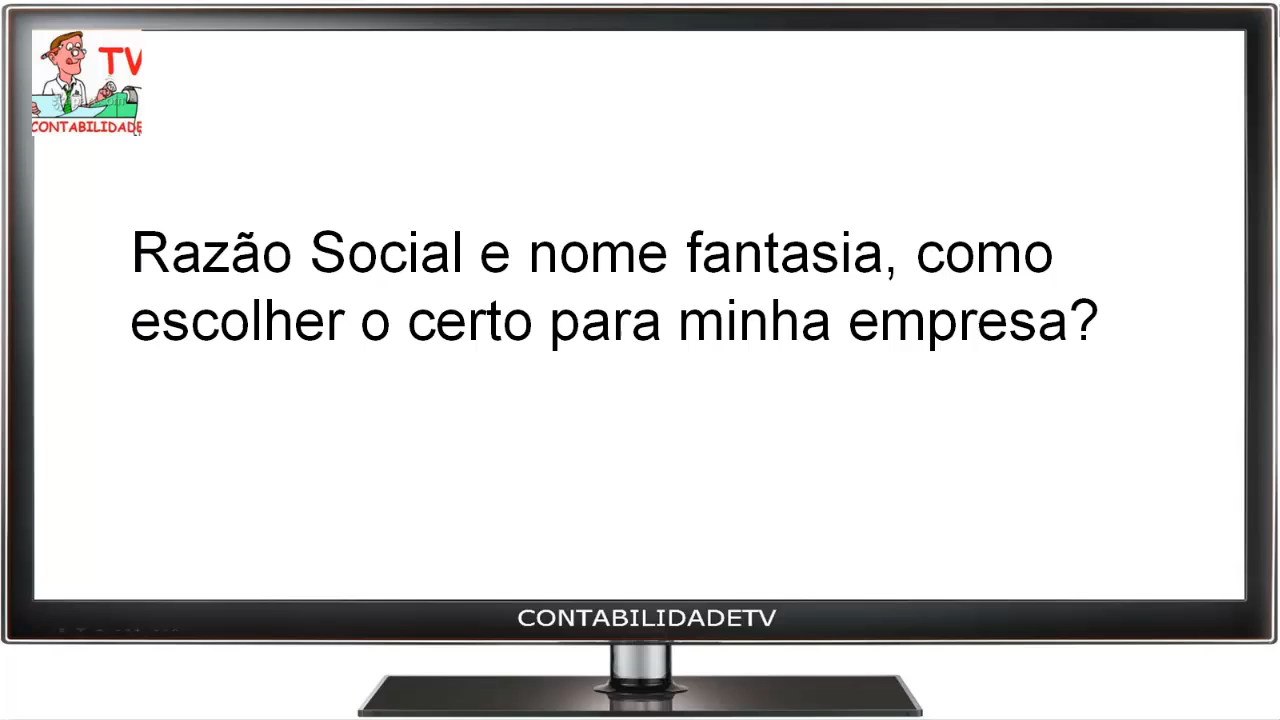 TV
CONTABILIDADE
Razão Social e nome fantasia, como
escolher o certo para minha empresa?
CONTABILIDADETV